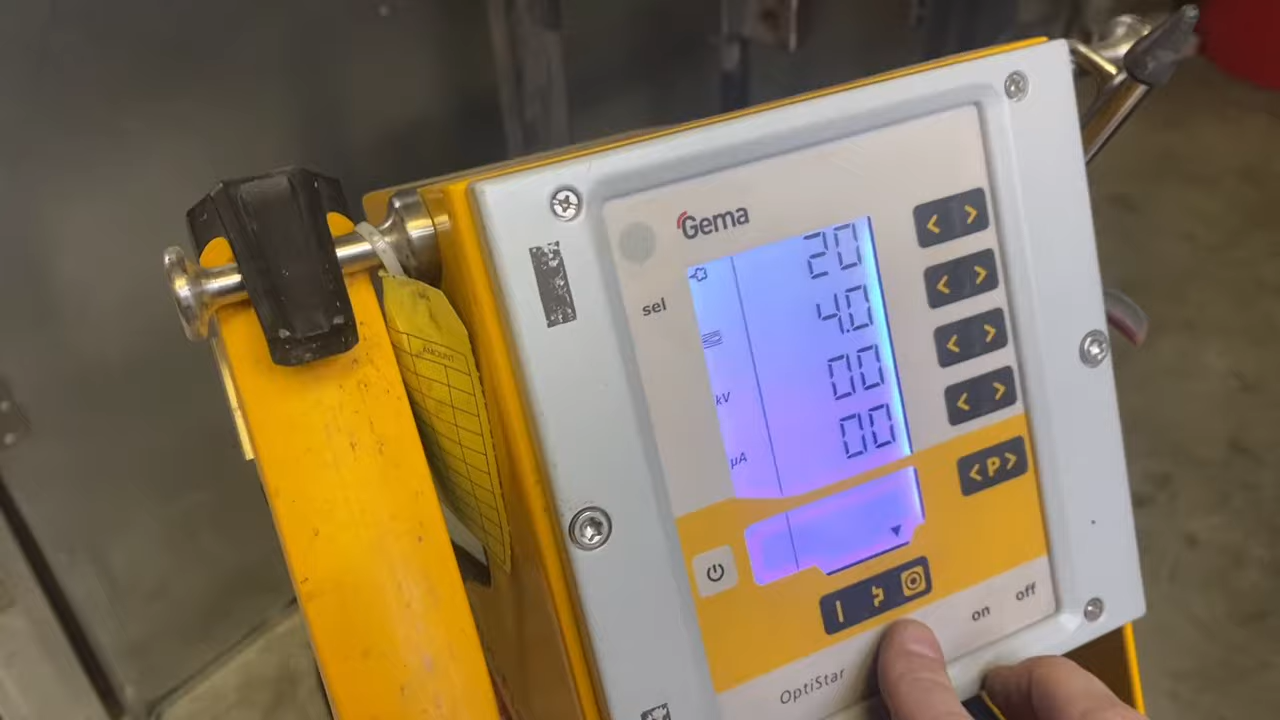 Gema
sel
20
4.0
kV
00
µA
00
< >
< >
< >
< >
< P >
AMOUNT
on
off
OptiStar